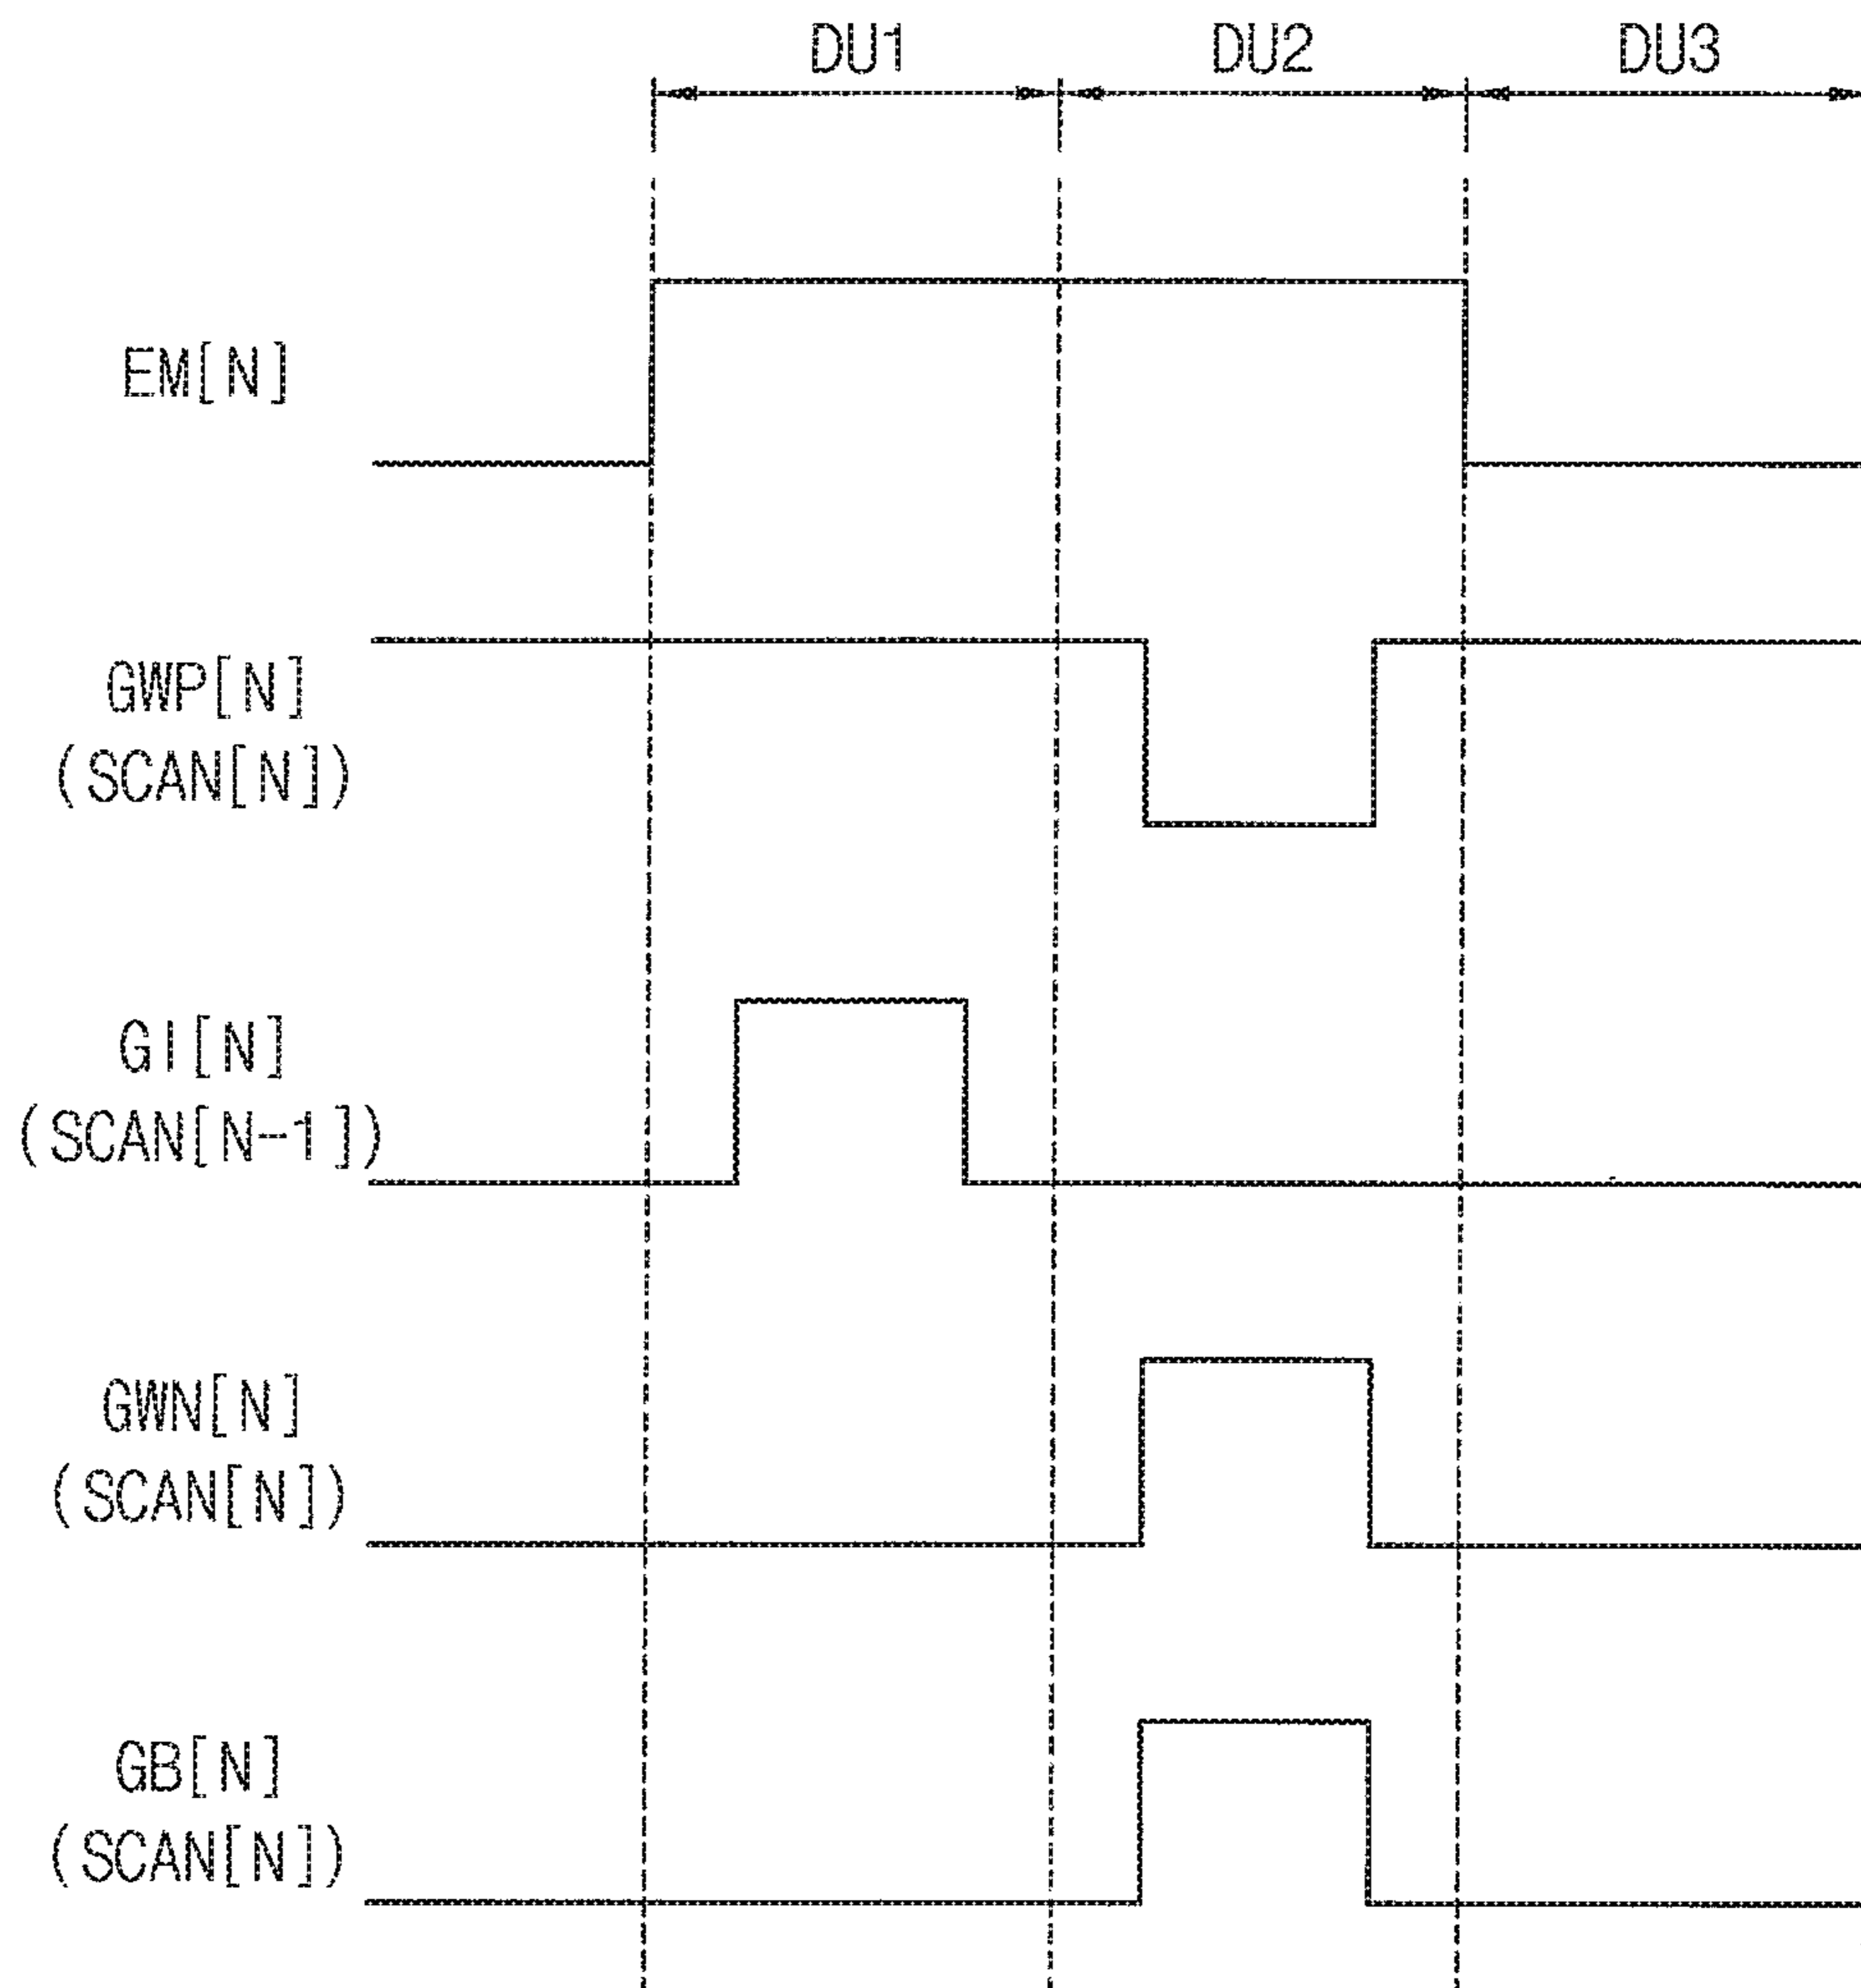 DU1 DU2 DU3
EM[N]
GWP[N]
(SCAN[N])
GI[N]
(SCAN[N-1])
GWN[N]
(SCAN[N])
GB[N]
(SCAN[N])